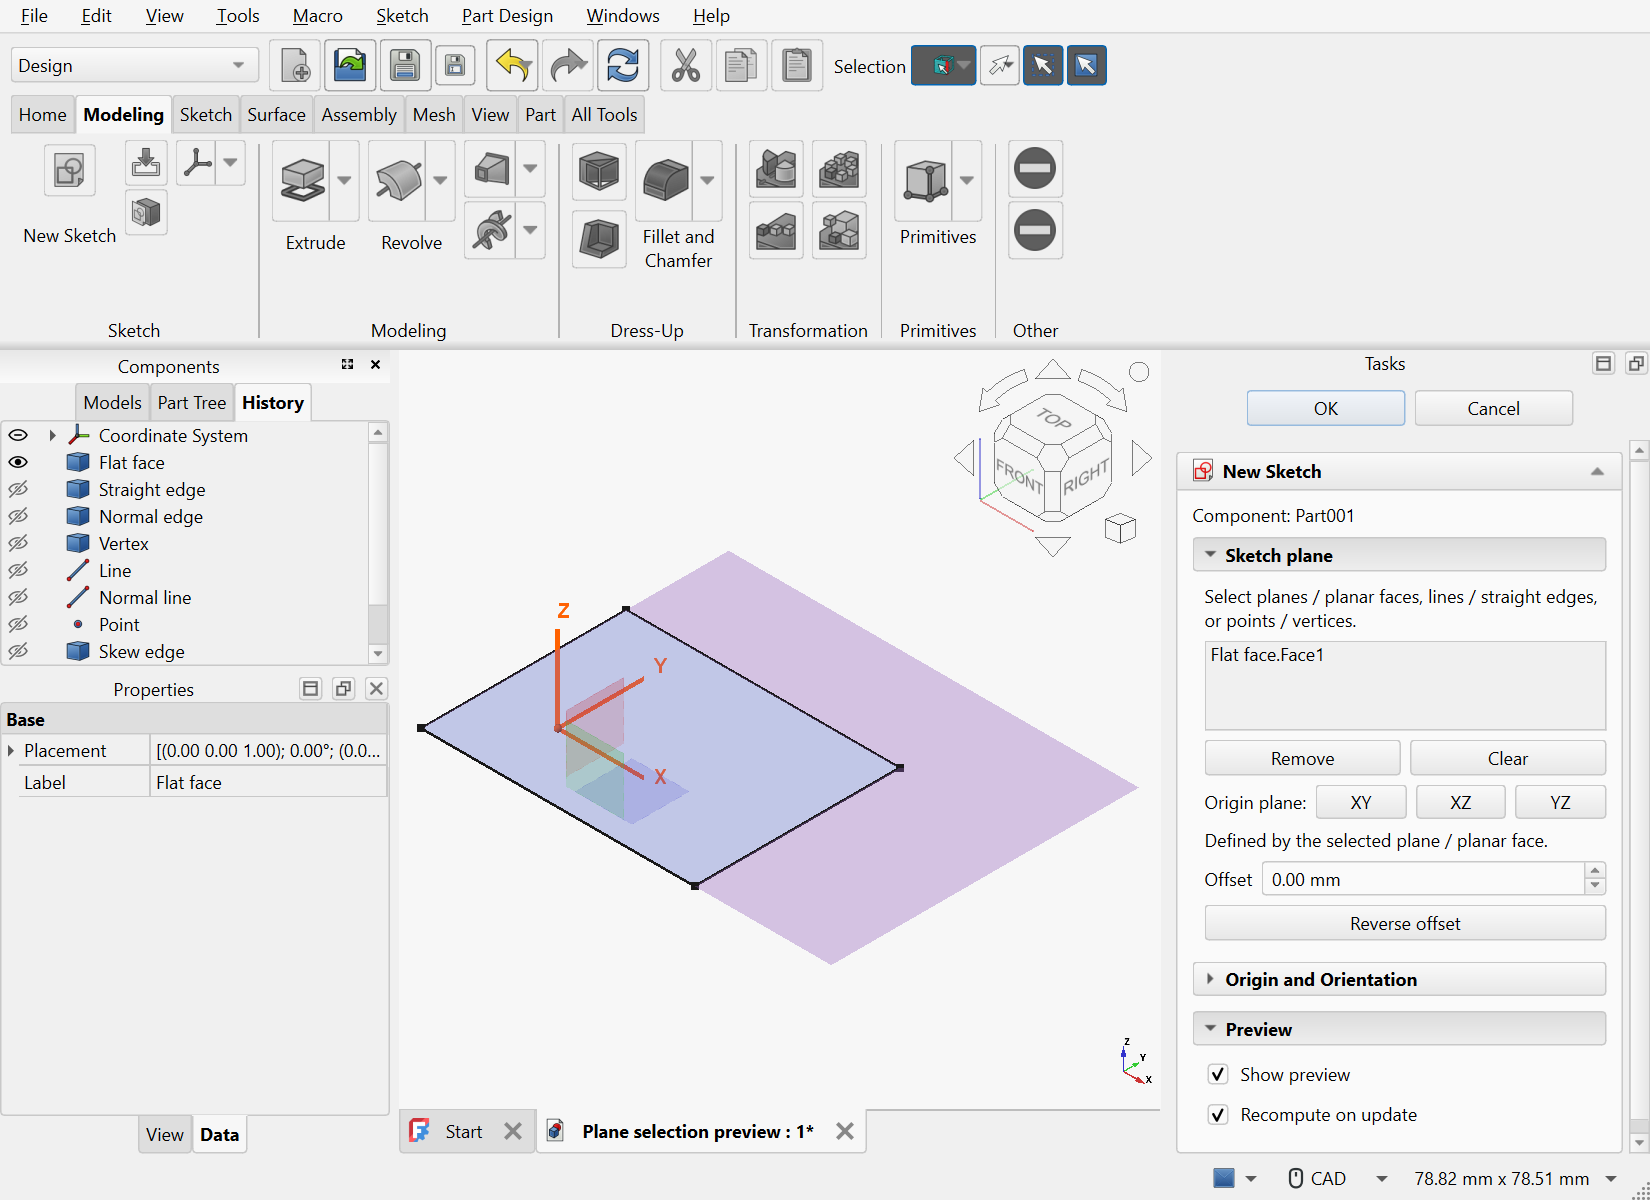 File Edit View Tools Macro Sketch Part Design Windows Help
Design Selection
Home Modeling Sketch Surface Assembly Mesh View Part All Tools
New Sketch Extrude Revolve Fillet and Chamfer Primitives
Sketch Modeling Dress-Up Transformation Primitives Other
Components
Models Part Tree History
Coordinate System
Flat face
Straight edge
Normal edge
Vertex
Line
Normal line
Point
Skew edge
Properties
Base
Placement [(0.00 0.00 1.00); 0.00°; (0.0...
Label Flat face
View Data
TOP
FRONT RIGHT
Z
Y
X
Z
Y
X
Start Plane selection preview : 1*
Tasks
OK Cancel
New Sketch
Component: Part001
Sketch plane
Select planes / planar faces, lines / straight edges,
or points / vertices.
Flat face.Face1
Remove Clear
Origin plane: XY XZ YZ
Defined by the selected plane / planar face.
Offset 0.00 mm
Reverse offset
Origin and Orientation
Preview
Show preview
Recompute on update
CAD 78.82 mm x 78.51 mm